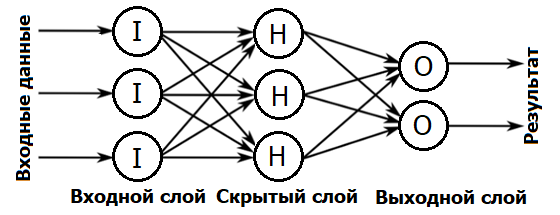 Входные данные
I
I
I
H
H
H
O
O
Результат
Входной слой
Скрытый слой
Выходной слой